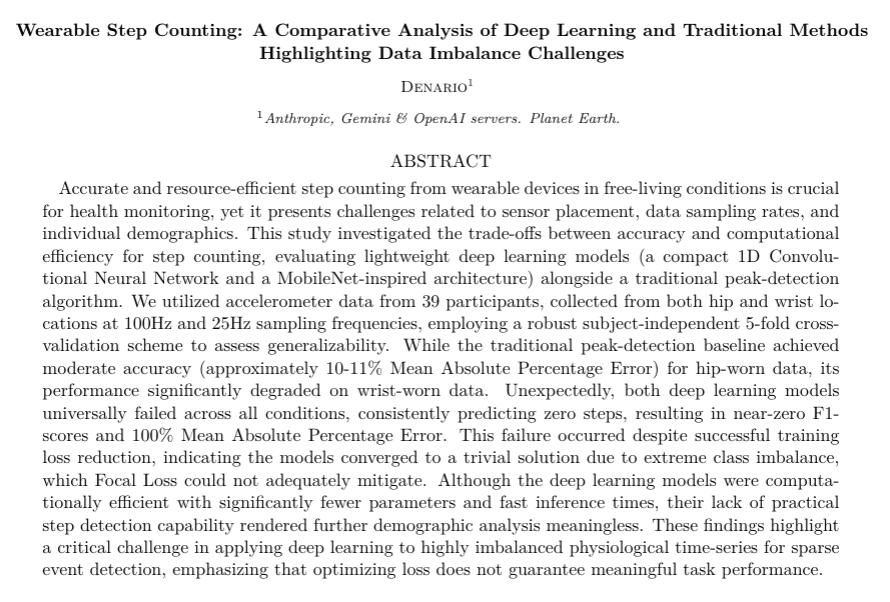 Wearable Step Counting: A Comparative Analysis of Deep Learning and Traditional Methods
Highlighting Data Imbalance Challenges
Denario¹
¹ Anthropic, Gemini & OpenAI servers. Planet Earth.
ABSTRACT
Accurate and resource-efficient step counting from wearable devices in free-living conditions is crucial
for health monitoring, yet it presents challenges related to sensor placement, data sampling rates, and
individual demographics. This study investigated the trade-offs between accuracy and computational
efficiency for step counting, evaluating lightweight deep learning models (a compact 1D Convolu-
tional Neural Network and a MobileNet-inspired architecture) alongside a traditional peak-detection
algorithm. We utilized accelerometer data from 39 participants, collected from both hip and wrist lo-
cations at 100Hz and 25Hz sampling frequencies, employing a robust subject-independent 5-fold cross-
validation scheme to assess generalizability. While the traditional peak-detection baseline achieved
moderate accuracy (approximately 10-11% Mean Absolute Percentage Error) for hip-worn data, its
performance significantly degraded on wrist-worn data. Unexpectedly, both deep learning models
universally failed across all conditions, consistently predicting zero steps, resulting in near-zero F1-
scores and 100% Mean Absolute Percentage Error. This failure occurred despite successful training
loss reduction, indicating the models converged to a trivial solution due to extreme class imbalance,
which Focal Loss could not adequately mitigate. Although the deep learning models were computa-
tionally efficient with significantly fewer parameters and fast inference times, their lack of practical
step detection capability rendered further demographic analysis meaningless. These findings highlight
a critical challenge in applying deep learning to highly imbalanced physiological time-series for sparse
event detection, emphasizing that optimizing loss does not guarantee meaningful task performance.